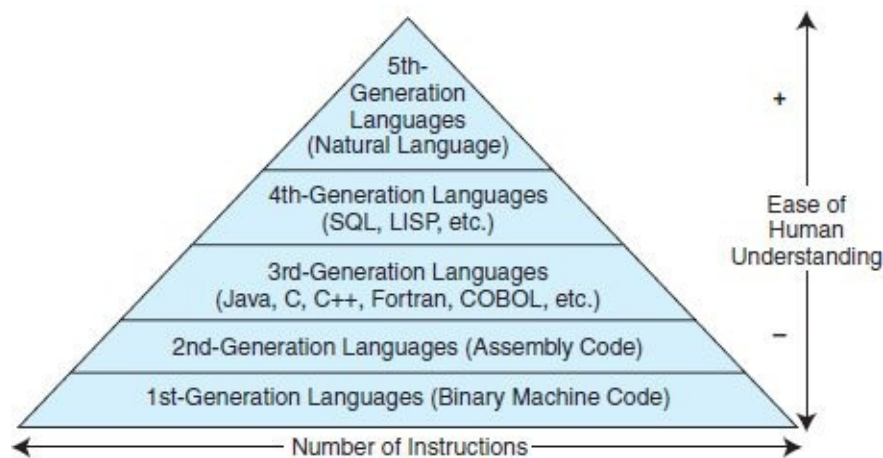 5th-
Generation
Languages
(Natural Language)
4th-Generation Languages
(SQL, LISP, etc.)
3rd-Generation Languages
(Java, C, C++, Fortran, COBOL, etc.)
2nd-Generation Languages (Assembly Code)
1st-Generation Languages (Binary Machine Code)
Number of Instructions
+
Ease of
Human
Understanding
–